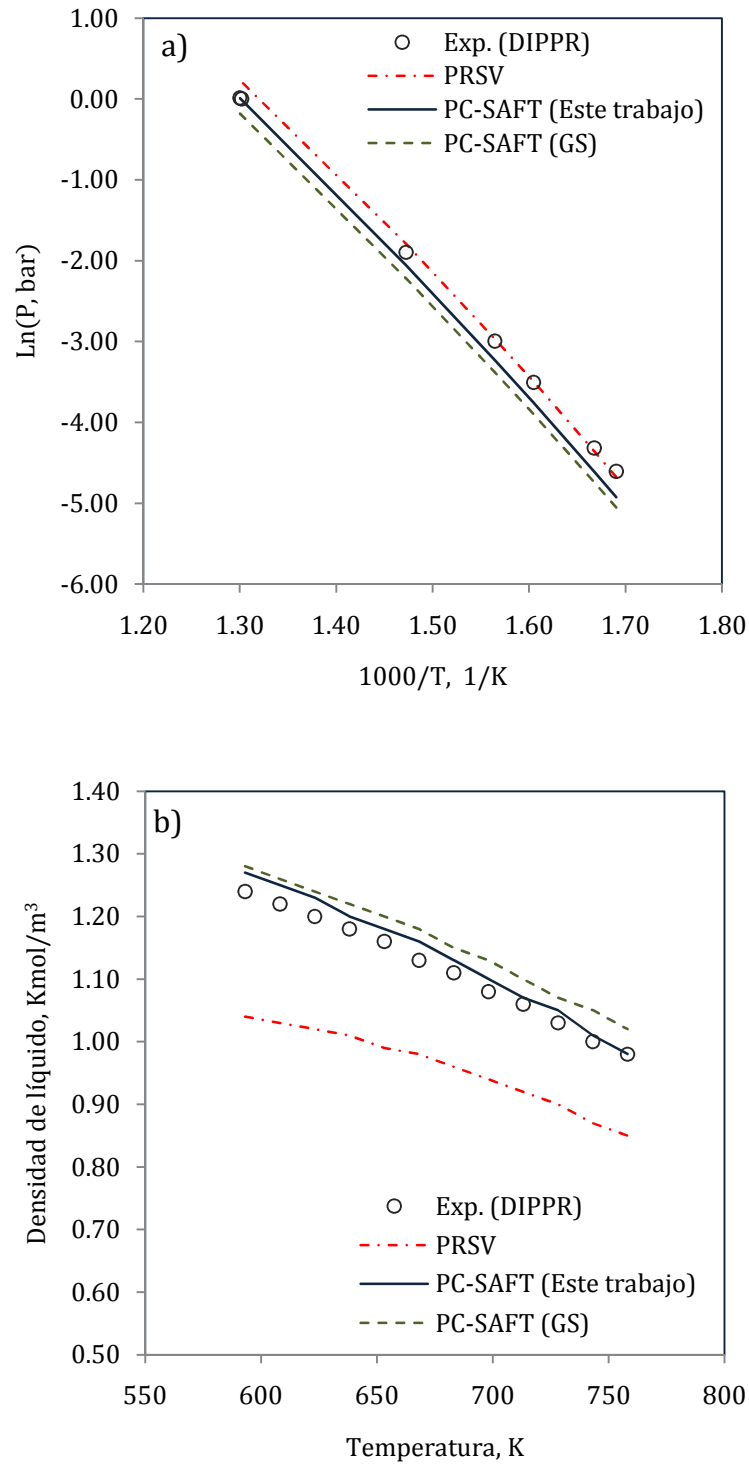 a)
Exp. (DIPPR)
PRSV
PC-SAFT (Este trabajo)
PC-SAFT (GS)
1.00
0.00
-1.00
-2.00
-3.00
-4.00
-5.00
-6.00
Ln(P, bar)
1.20 1.30 1.40 1.50 1.60 1.70 1.80
1000/T, 1/K
b)
1.40
1.30
1.20
1.10
1.00
0.90
0.80
0.70
0.60
0.50
Densidad de líquido, Kmol/m³
Exp. (DIPPR)
PRSV
PC-SAFT (Este trabajo)
PC-SAFT (GS)
550 600 650 700 750 800
Temperatura, K